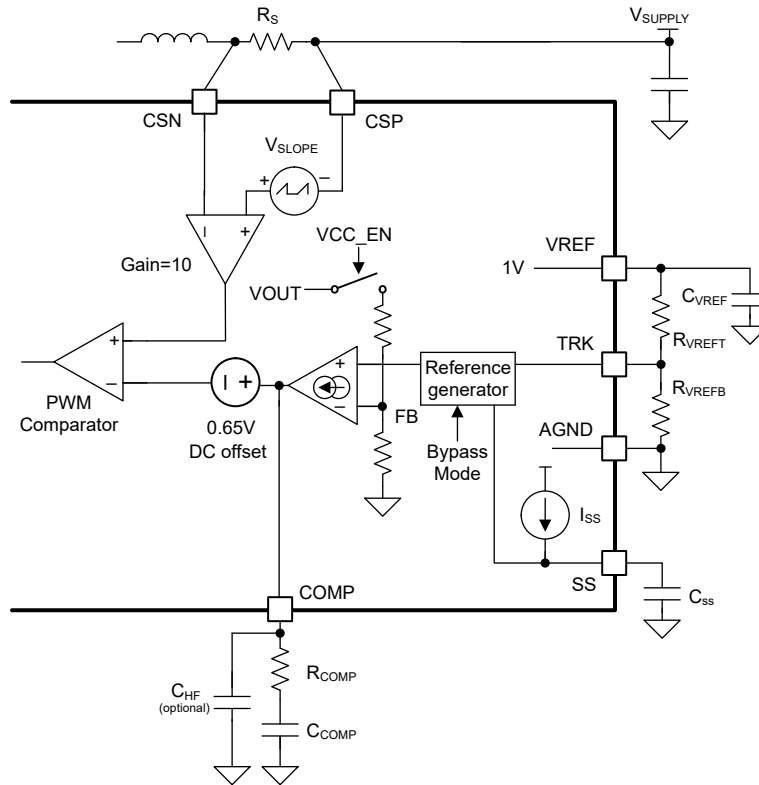 RS
VSUPPLY
CSN
CSP
VSLOPE
+
−
−
+
Gain=10
VCC_EN
VOUT
VREF
1V
CVREF
RVREFT
TRK
RVREFB
AGND
+
−
PWM
Comparator
− +
0.65V
DC offset
+
−
FB
Reference
generator
Bypass
Mode
ISS
SS
Css
COMP
RCOMP
CHF
(optional)
CCOMP